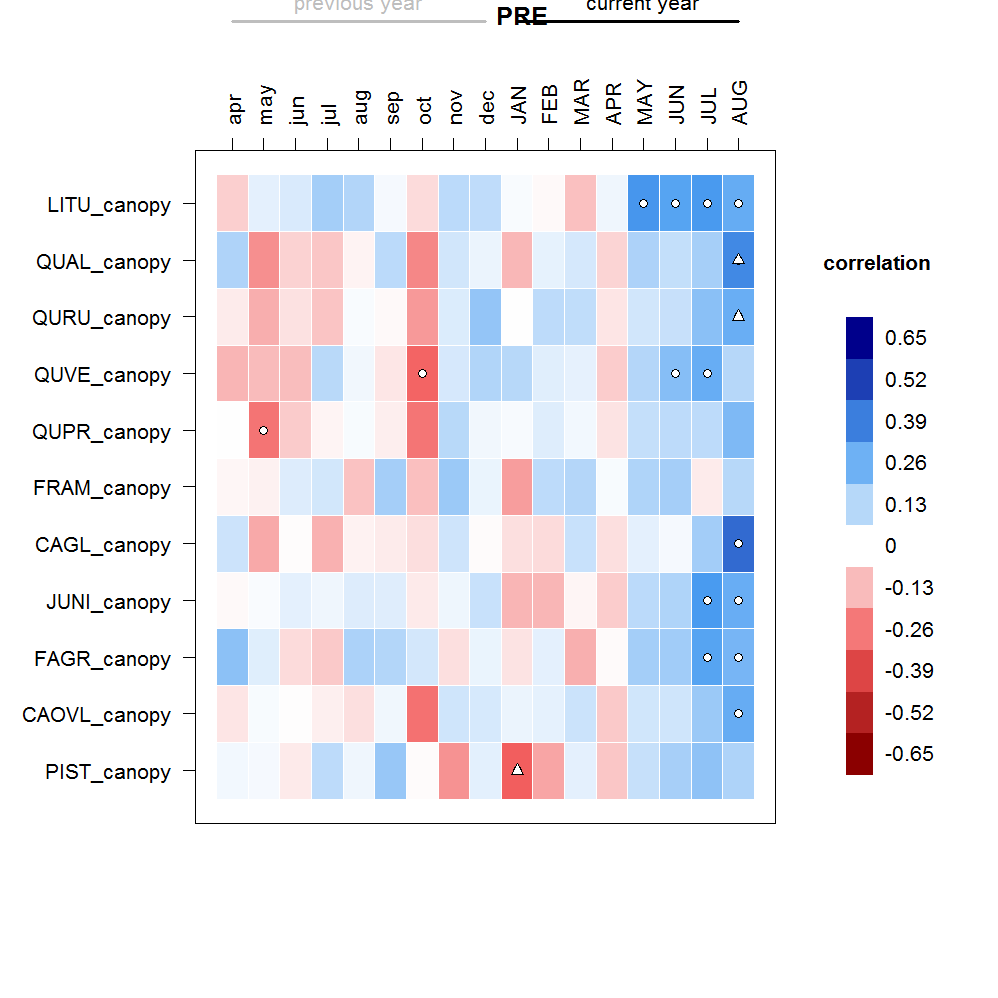 previous year
current year
PRE
apr may jun jul aug sep oct nov dec JAN FEB MAR APR MAY JUN JUL AUG
LITU_canopy
QUAL_canopy
QURU_canopy
QUVE_canopy
QUPR_canopy
FRAM_canopy
CAGL_canopy
JUNI_canopy
FAGR_canopy
CAOVL_canopy
PIST_canopy
correlation
0.65
0.52
0.39
0.26
0.13
0
-0.13
-0.26
-0.39
-0.52
-0.65